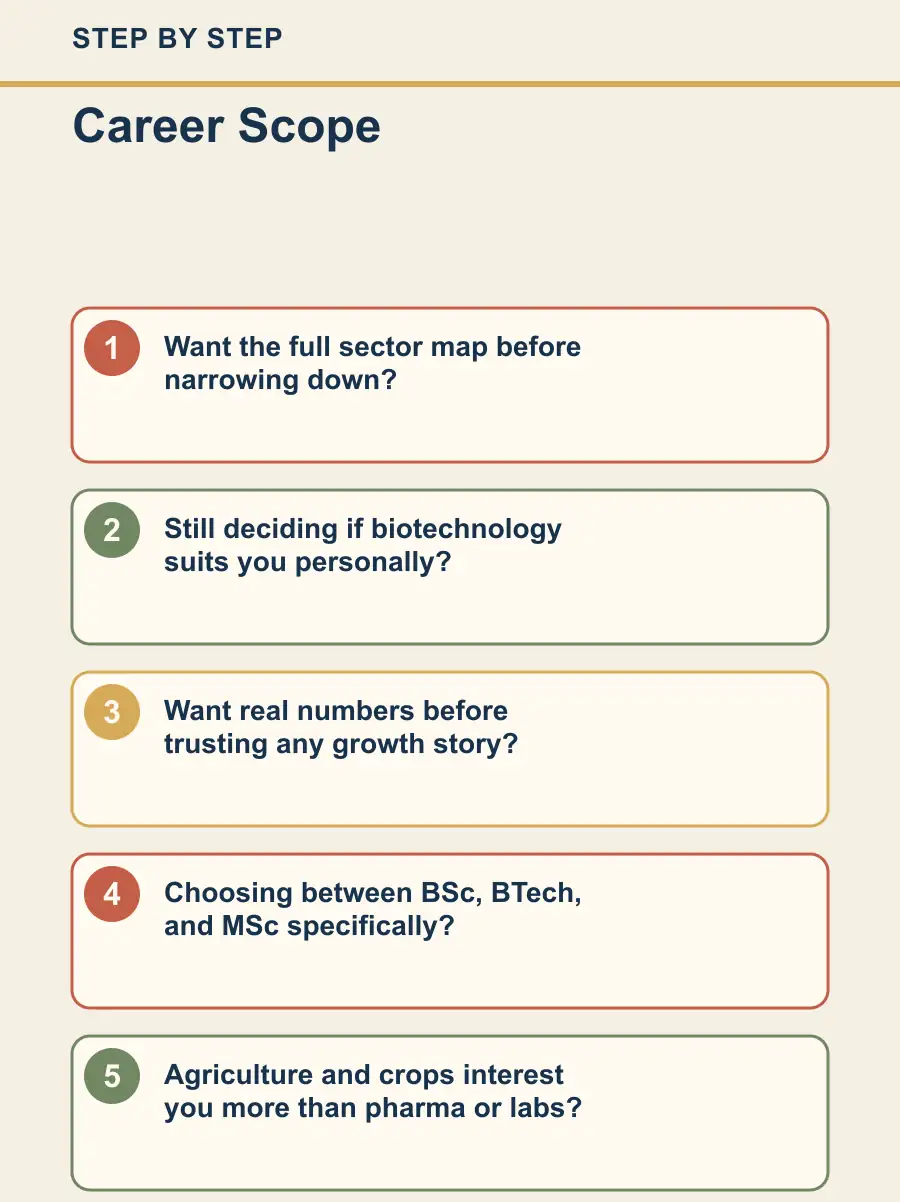 STEP BY STEP
Career Scope
1
Want the full sector map before
narrowing down?
2
Still deciding if biotechnology
suits you personally?
3
Want real numbers before
trusting any growth story?
4
Choosing between BSc, BTech,
and MSc specifically?
5
Agriculture and crops interest
you more than pharma or labs?